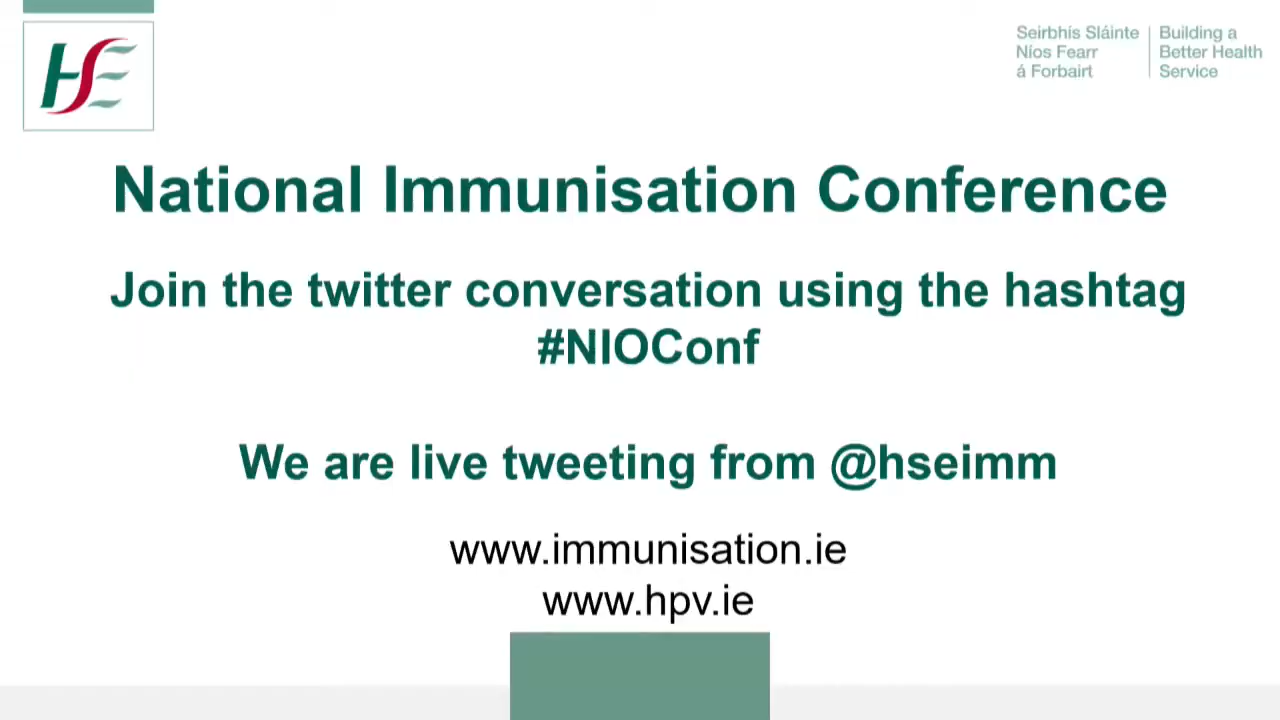 HSE
Seirbhís Sláinte
Níos Fearr
á Forbairt
Building a
Better Health
Service
National Immunisation Conference
Join the twitter conversation using the hashtag
#NIOConf
We are live tweeting from @hseimm
www.immunisation.ie
www.hpv.ie